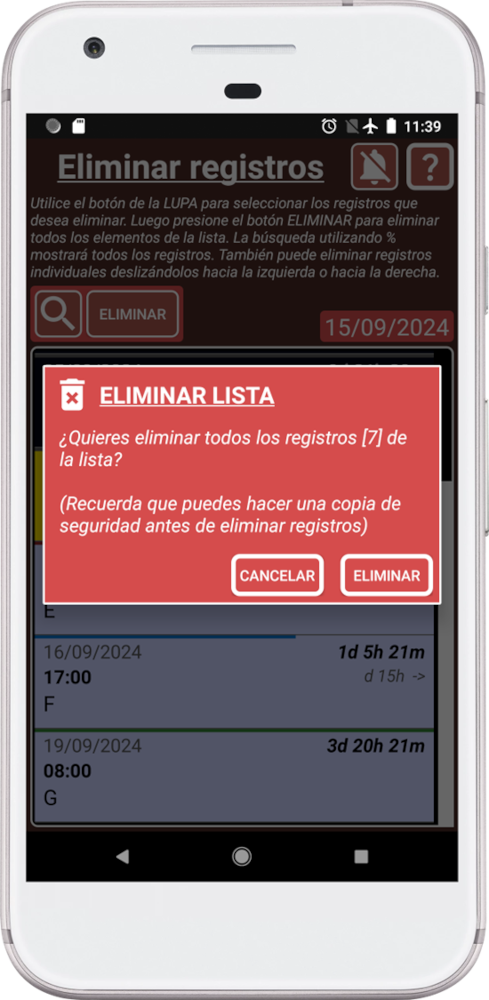 11:39
Eliminar registros
?
Utilice el botón de la LUPA para seleccionar los registros que
desea eliminar. Luego presione el botón ELIMINAR para eliminar
todos los elementos de la lista. La búsqueda utilizando %
mostrará todos los registros. También puede eliminar registros
individuales deslizándolos hacia la izquierda o hacia la derecha.
ELIMINAR
15/09/2024
ELIMINAR LISTA
¿Quieres eliminar todos los registros [7] de
la lista?
(Recuerda que puedes hacer una copia de
seguridad antes de eliminar registros)
CANCELAR ELIMINAR
E
16/09/2024 1d 5h 21m
17:00 d 15h ->
F
19/09/2024 3d 20h 21m
08:00
G